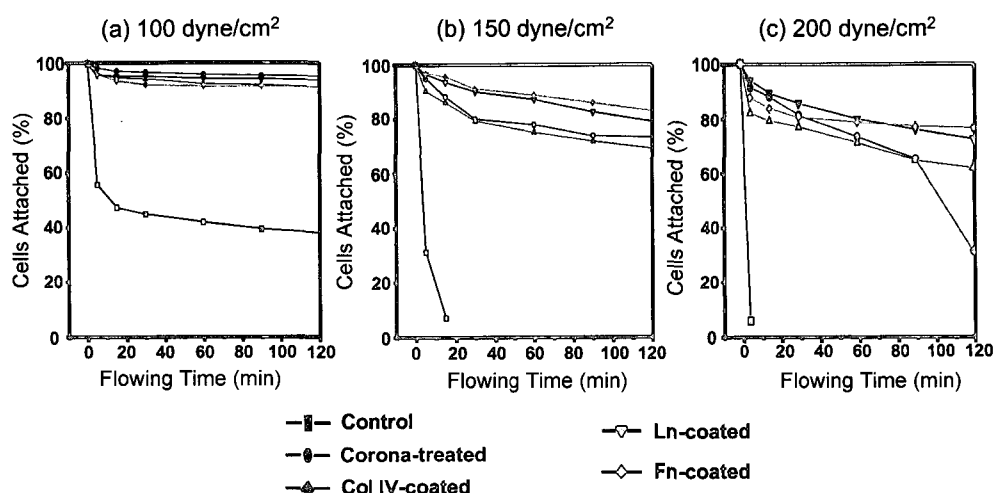 (a) 100 dyne/cm² (b) 150 dyne/cm² (c) 200 dyne/cm²
Cells Attached (%)
100
80
60
40
20
0
0 20 40 60 80 100 120
Flowing Time (min)
Cells Attached (%)
100
80
60
40
20
0
0 20 40 60 80 100 120
Flowing Time (min)
Cells Attached (%)
100
80
60
40
20
0
0 20 40 60 80 100 120
Flowing Time (min)
Control
Corona-treated
Col IV-coated
Ln-coated
Fn-coated